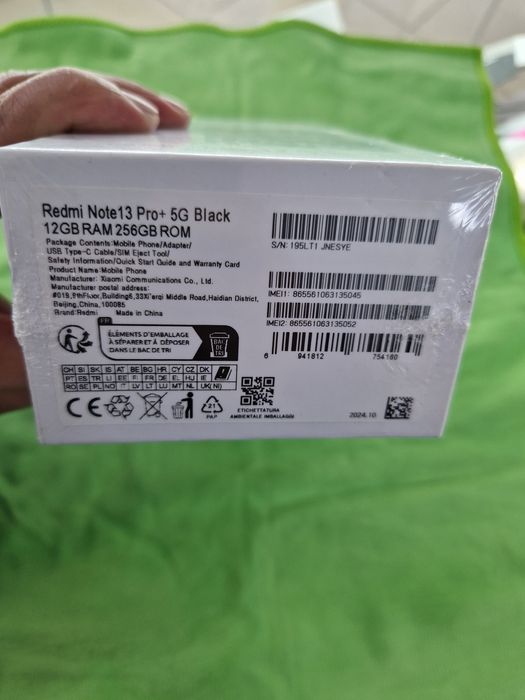 Redmi Note13 Pro+ 5G Black
12GB RAM 256GB ROM
Package Contents:Mobile Phone/Adapter/
USB Type-C Cable/SIM Eject Tool/
Safety Information/Quick Start Guide and Warranty Card
Product Name:Mobile Phone
Manufacturer: Xiaomi Communications Co., Ltd.
Manufacturer postal address:
#019,9thFloor,Building6,33Xi'erqi Middle Road,Haidian District,
Beijing,China,100085
Brand:Redmi Made in China
S/N: 195LT1 JNESYE
IMEI1: 865561063135045
IMEI2: 865561063135052
6 941812 754160
FR
ÉLÉMENTS D'EMBALLAGE
À SÉPARER ET À DÉPOSER
DANS LE BAC DE TRI
BAC
DE
TRI
CH SI SK IS AT BE BG HR CY CZ DK
PT ES TR LI EE FI FR DE EL HU IE
RO SE PL NO IT LV LT LU MT NL UK(NI)
CE
21
PAP
ETICHETTATURA
AMBIENTALE IMBALLAGGI
2024.10